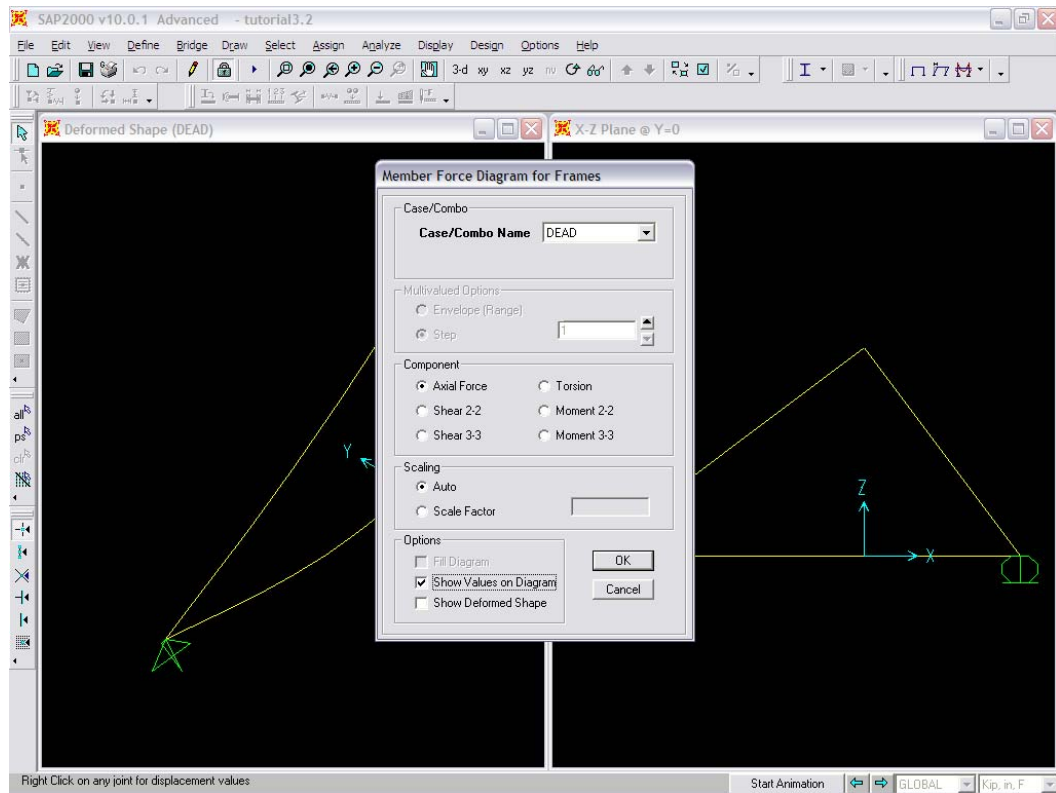 SAP2000 v10.0.1 Advanced - tutorial3.2
File Edit View Define Bridge Draw Select Assign Analyze Display Design Options Help
3-d xy xz yz nv
Deformed Shape (DEAD)
X-Z Plane @ Y=0
Member Force Diagram for Frames
Case/Combo
Case/Combo Name DEAD
Multivalued Options
Envelope (Range)
Step 1
Component
Axial Force Torsion
Shear 2-2 Moment 2-2
Shear 3-3 Moment 3-3
Scaling
Auto
Scale Factor
Options
Fill Diagram
Show Values on Diagram
Show Deformed Shape
OK
Cancel
Y
Z
X
all
ps
clr
Right Click on any joint for displacement values
Start Animation
GLOBAL
Kip, in, F